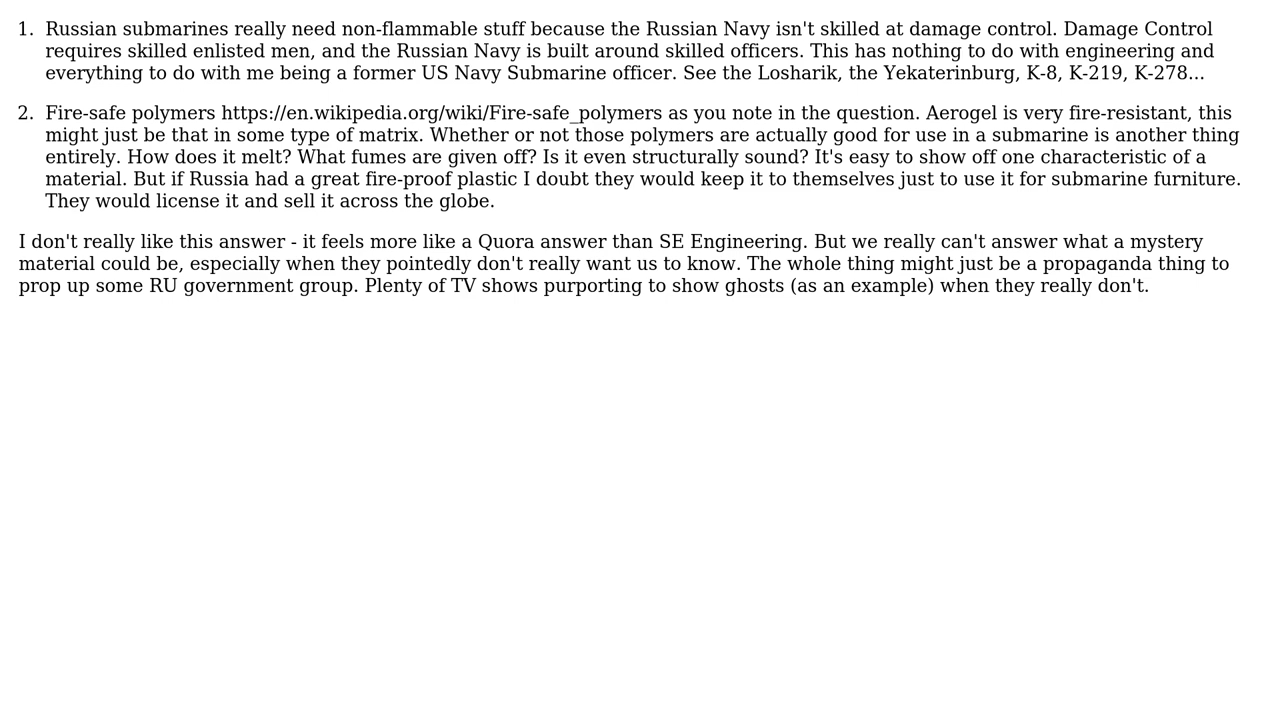 1. Russian submarines really need non-flammable stuff because the Russian Navy isn't skilled at damage control. Damage Control
requires skilled enlisted men, and the Russian Navy is built around skilled officers. This has nothing to do with engineering and
everything to do with me being a former US Navy Submarine officer. See the Losharik, the Yekaterinburg, K-8, K-219, K-278...
2. Fire-safe polymers https://en.wikipedia.org/wiki/Fire-safe_polymers as you note in the question. Aerogel is very fire-resistant, this
might just be that in some type of matrix. Whether or not those polymers are actually good for use in a submarine is another thing
entirely. How does it melt? What fumes are given off? Is it even structurally sound? It's easy to show off one characteristic of a
material. But if Russia had a great fire-proof plastic I doubt they would keep it to themselves just to use it for submarine furniture.
They would license it and sell it across the globe.
I don't really like this answer - it feels more like a Quora answer than SE Engineering. But we really can't answer what a mystery
material could be, especially when they pointedly don't really want us to know. The whole thing might just be a propaganda thing to
prop up some RU government group. Plenty of TV shows purporting to show ghosts (as an example) when they really don't.